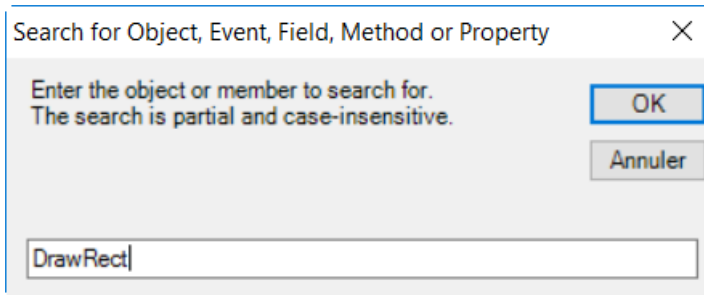 Search for Object, Event, Field, Method or Property
Enter the object or member to search for.
The search is partial and case-insensitive.
OK
Annuler
DrawRect